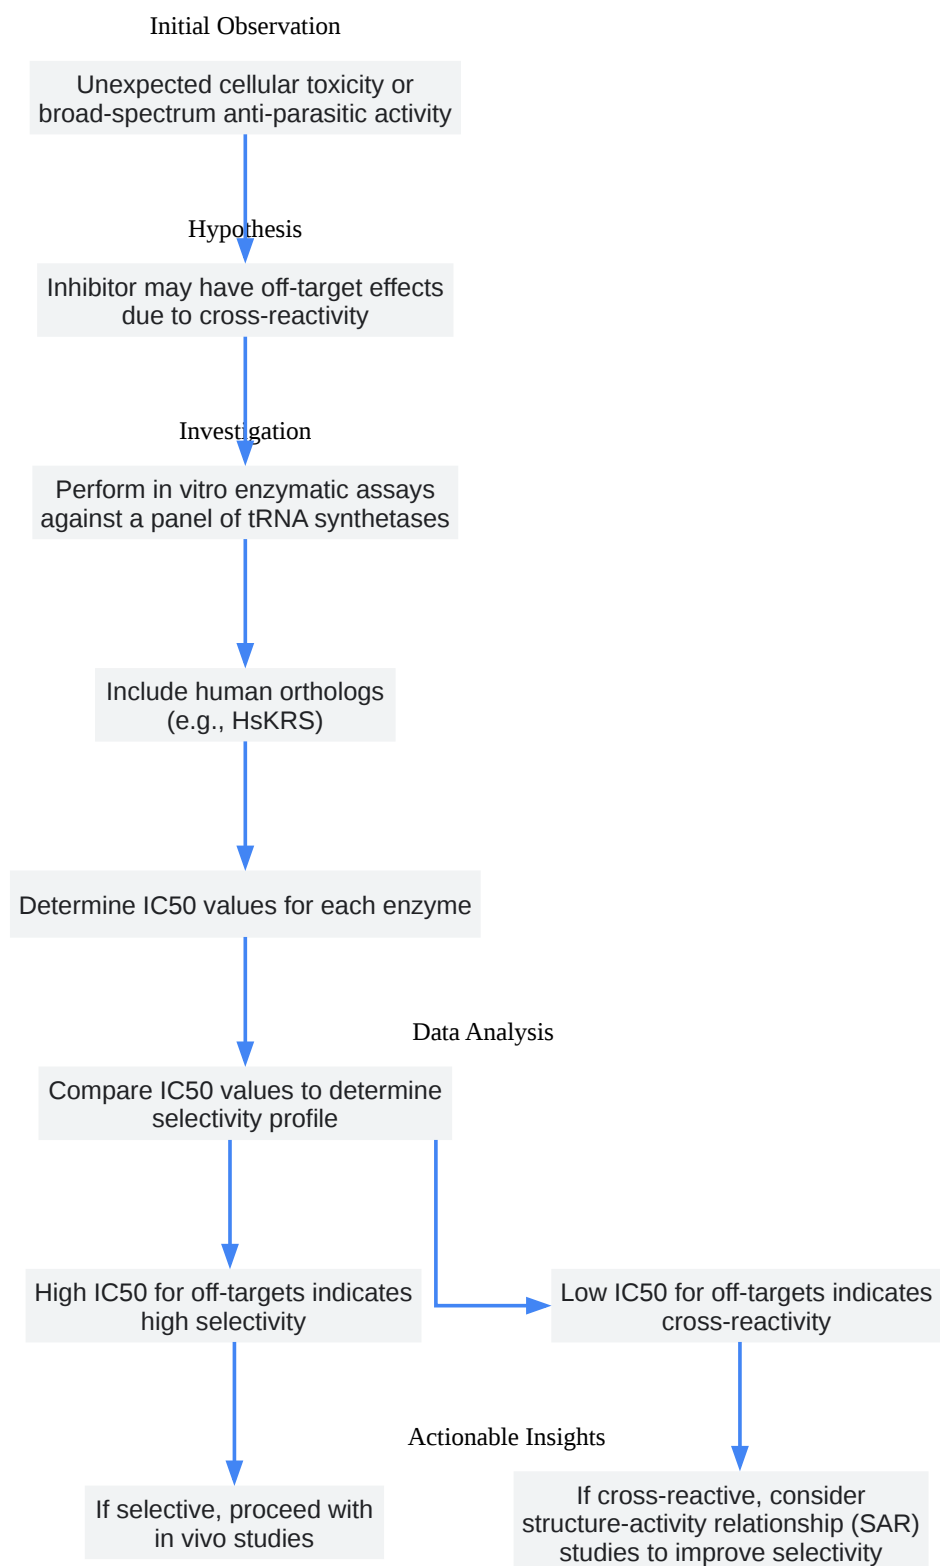 Initial Observation
Unexpected cellular toxicity or
broad-spectrum anti-parasitic activity
Hypothesis
Inhibitor may have off-target effects
due to cross-reactivity
Investigation
Perform in vitro enzymatic assays
against a panel of tRNA synthetases
Include human orthologs
(e.g., HsKRS)
Determine IC50 values for each enzyme
Data Analysis
Compare IC50 values to determine
selectivity profile
High IC50 for off-targets indicates
high selectivity
Low IC50 for off-targets indicates
cross-reactivity
Actionable Insights
If selective, proceed with
in vivo studies
If cross-reactive, consider
structure-activity relationship (SAR)
studies to improve selectivity